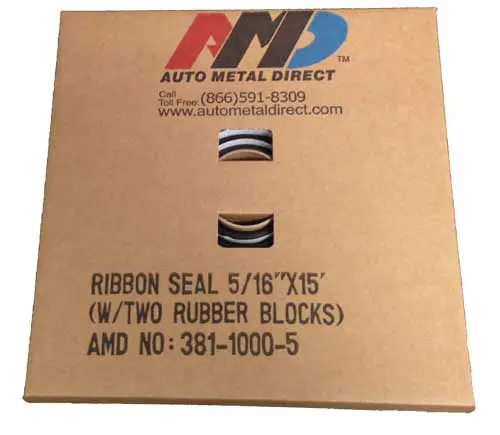 AMD
TM
AUTO METAL DIRECT
Call
Toll Free:(866)591-8309
www.autometaldirect.com
RIBBON SEAL 5/16"X15'
(W/TWO RUBBER BLOCKS)
AMD NO:381-1000-5